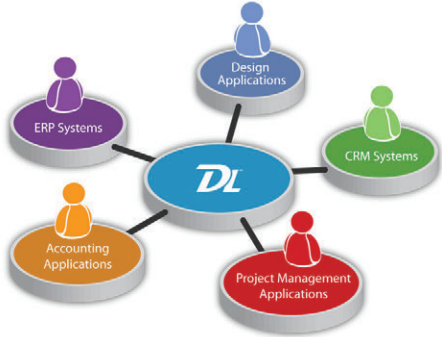 Design
Applications
ERP Systems
CRM Systems
DL
Accounting
Applications
Project Management
Applications